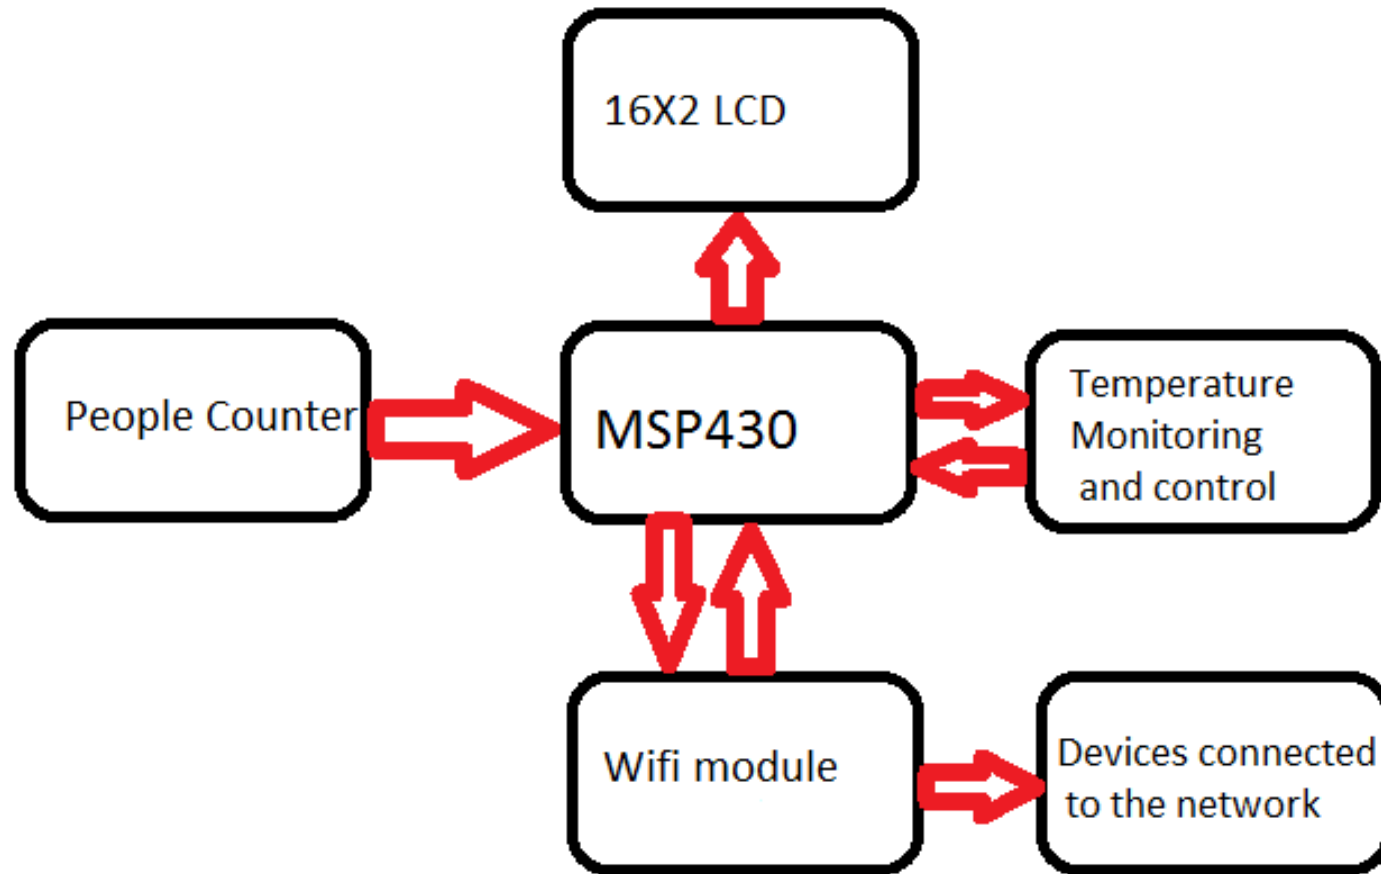 16X2 LCD
People Counter
MSP430
Temperature
Monitoring
and control
Wifi module
Devices connected
to the network